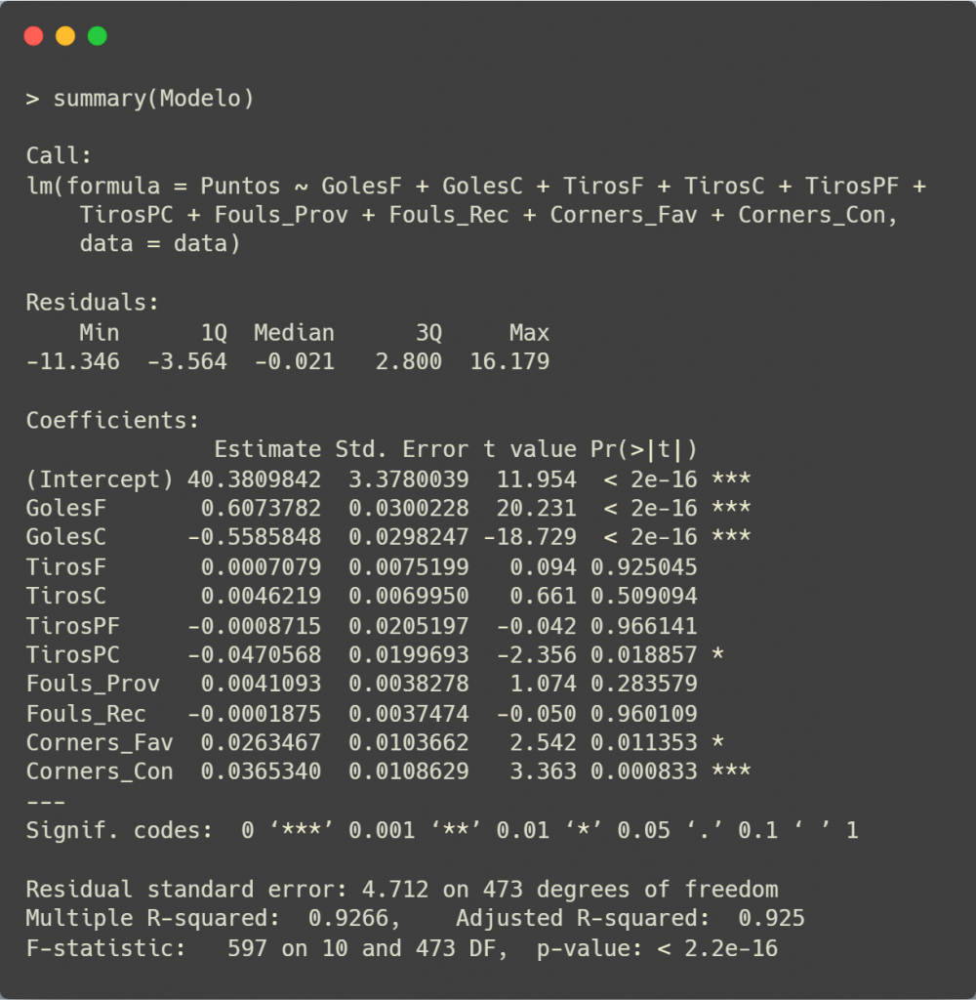 > summary(Modelo)
Call:
lm(formula = Puntos ~ GolesF + GolesC + TirosF + TirosC + TirosPF +
    TirosPC + Fouls_Prov + Fouls_Rec + Corners_Fav + Corners_Con,
    data = data)
Residuals:
    Min      1Q  Median      3Q     Max
-11.346  -3.564  -0.021   2.800  16.179
Coefficients:
              Estimate Std. Error t value Pr(>|t|)
(Intercept) 40.3809842  3.3780039  11.954  < 2e-16 ***
GolesF       0.6073782  0.0300228  20.231  < 2e-16 ***
GolesC      -0.5585848  0.0298247 -18.729  < 2e-16 ***
TirosF       0.0007079  0.0075199   0.094 0.925045
TirosC       0.0046219  0.0069950   0.661 0.509094
TirosPF     -0.0008715  0.0205197  -0.042 0.966141
TirosPC     -0.0470568  0.0199693  -2.356 0.018857 *
Fouls_Prov   0.0041093  0.0038278   1.074 0.283579
Fouls_Rec   -0.0001875  0.0037474  -0.050 0.960109
Corners_Fav  0.0263467  0.0103662   2.542 0.011353 *
Corners_Con  0.0365340  0.0108629   3.363 0.000833 ***
---
Signif. codes:  0 ‘***’ 0.001 ‘**’ 0.01 ‘*’ 0.05 ‘.’ 0.1 ‘ ’ 1
Residual standard error: 4.712 on 473 degrees of freedom
Multiple R-squared:  0.9266,    Adjusted R-squared:  0.925
F-statistic:   597 on 10 and 473 DF,  p-value: < 2.2e-16